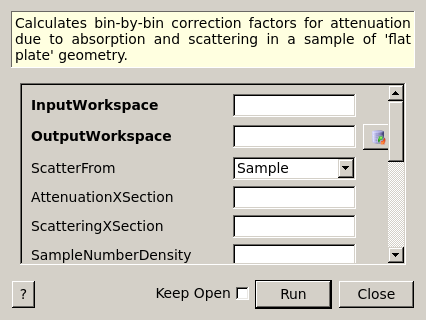 Calculates bin-by-bin correction factors for attenuation
due to absorption and scattering in a sample of 'flat
plate' geometry.
InputWorkspace
OutputWorkspace
ScatterFrom Sample
AttenuationXSection
ScatteringXSection
SampleNumberDensity
? Keep Open Run Close